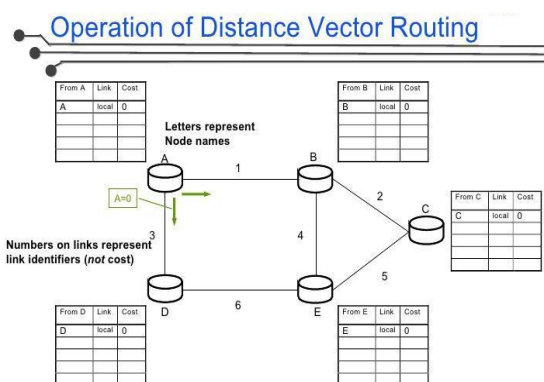 Operation of Distance Vector Routing
From A Link Cost
A local 0
From B Link Cost
B local 0
Letters represent
Node names
A
B
1
A=0
2
C
From C Link Cost
C local 0
3
4
Numbers on links represent
link identifiers (not cost)
5
6
D
E
From D Link Cost
D local 0
From E Link Cost
E local 0